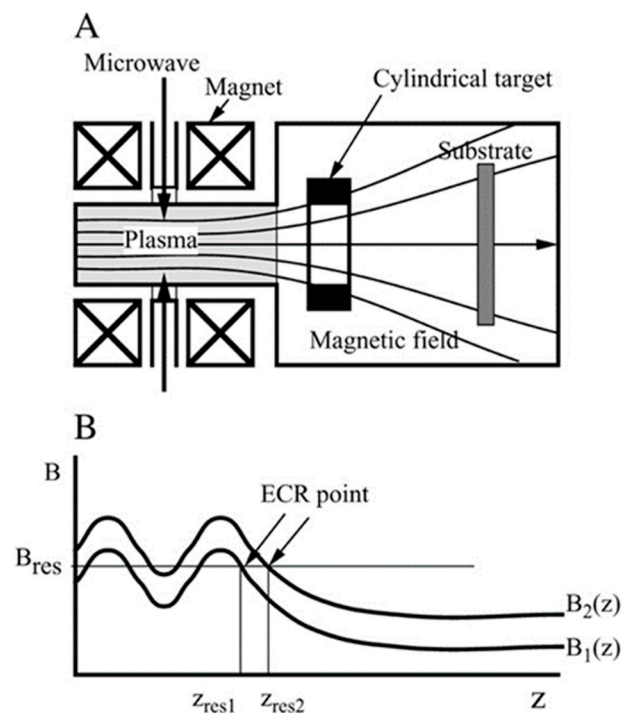 A
Microwave
Magnet
Cylindrical target
Substrate
Plasma
Magnetic field
B
B
ECR point
Bres
B2(z)
B1(z)
zres1 zres2
z